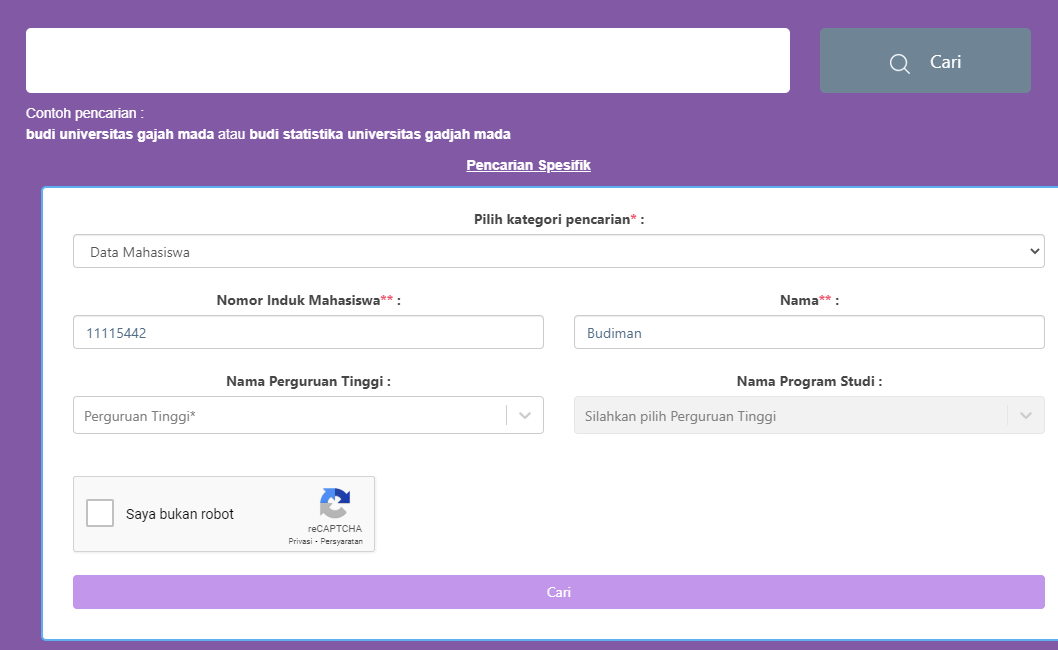 Cari
Contoh pencarian :
budi universitas gajah mada atau budi statistika universitas gadjah mada
Pencarian Spesifik
Pilih kategori pencarian* :
Data Mahasiswa
Nomor Induk Mahasiswa** :
Nama** :
11115442
Budiman
Nama Perguruan Tinggi :
Nama Program Studi :
Perguruan Tinggi*
Silahkan pilih Perguruan Tinggi
Saya bukan robot
reCAPTCHA
Privasi - Persyaratan
Cari